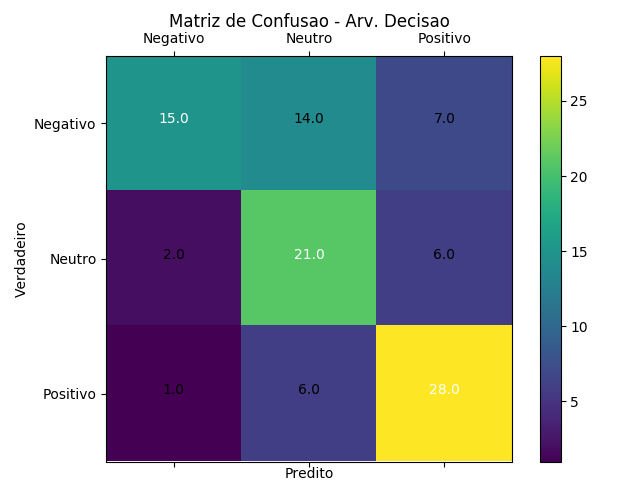 Matriz de Confusao - Arv. Decisao
Negativo Neutro Positivo
Negativo 15.0 14.0 7.0
Neutro 2.0 21.0 6.0
Positivo 1.0 6.0 28.0
Verdadeiro
Predito
25
20
15
10
5